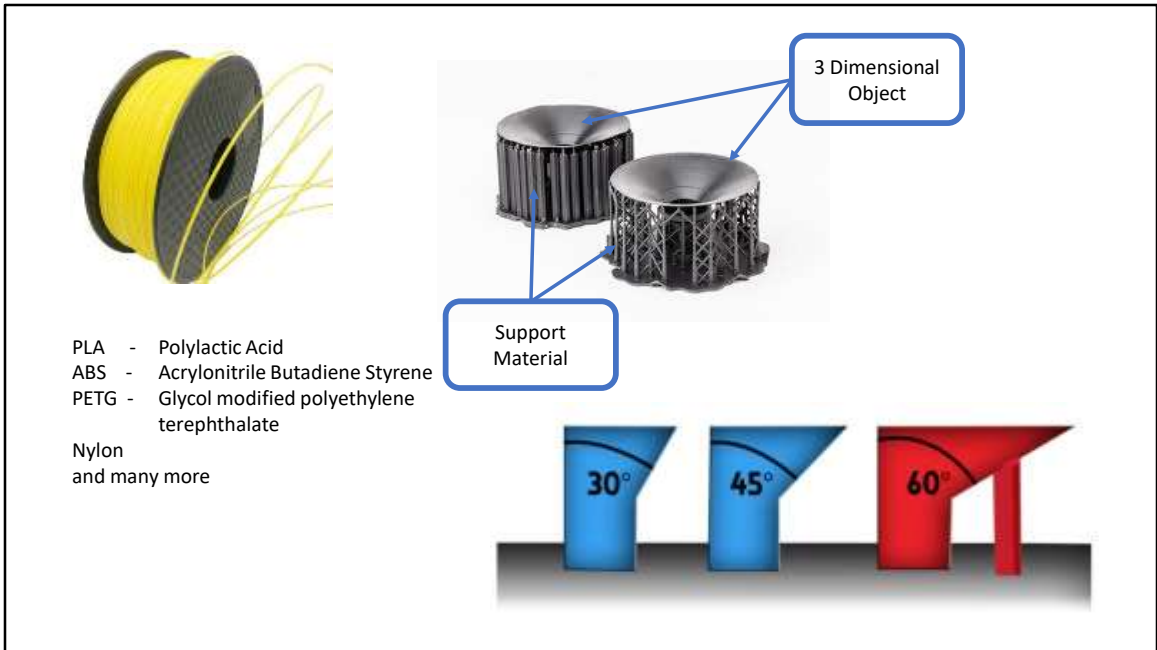 3 Dimensional
Object
Support
Material
PLA - Polylactic Acid
ABS - Acrylonitrile Butadiene Styrene
PETG - Glycol modified polyethylene
terephthalate
Nylon
and many more
30°
45°
60°